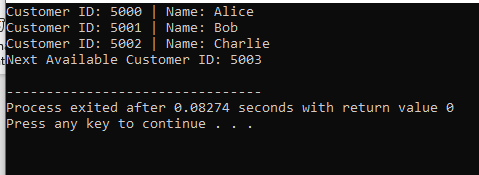 Customer ID: 5000 | Name: Alice
Customer ID: 5001 | Name: Bob
Customer ID: 5002 | Name: Charlie
Next Available Customer ID: 5003
--------------------------------
Process exited after 0.08274 seconds with return value 0
Press any key to continue . . .